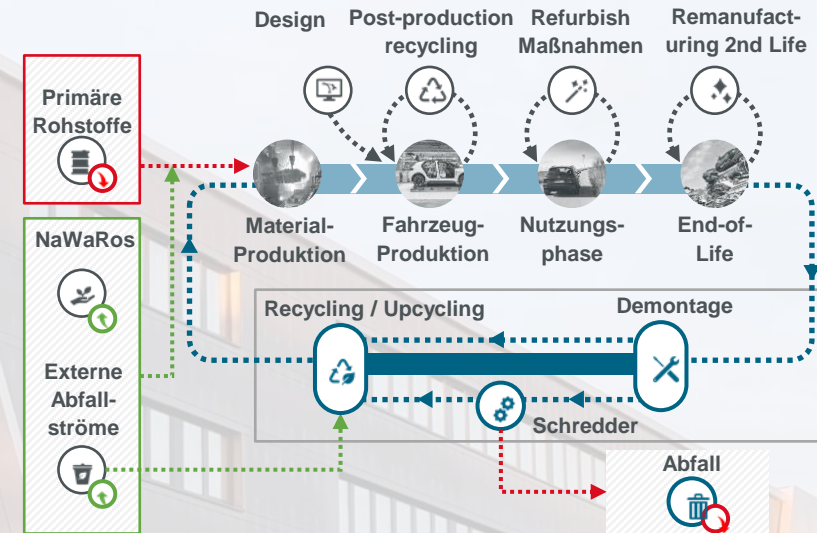 Design
Post-production
recycling
Refurbish
Maßnahmen
Remanufact-
uring 2nd Life
Primäre
Rohstoffe
Material-
Produktion
Fahrzeug-
Produktion
Nutzungs-
phase
End-of-
Life
NaWaRos
Externe
Abfall-
ströme
Recycling / Upcycling
Demontage
Schredder
Abfall